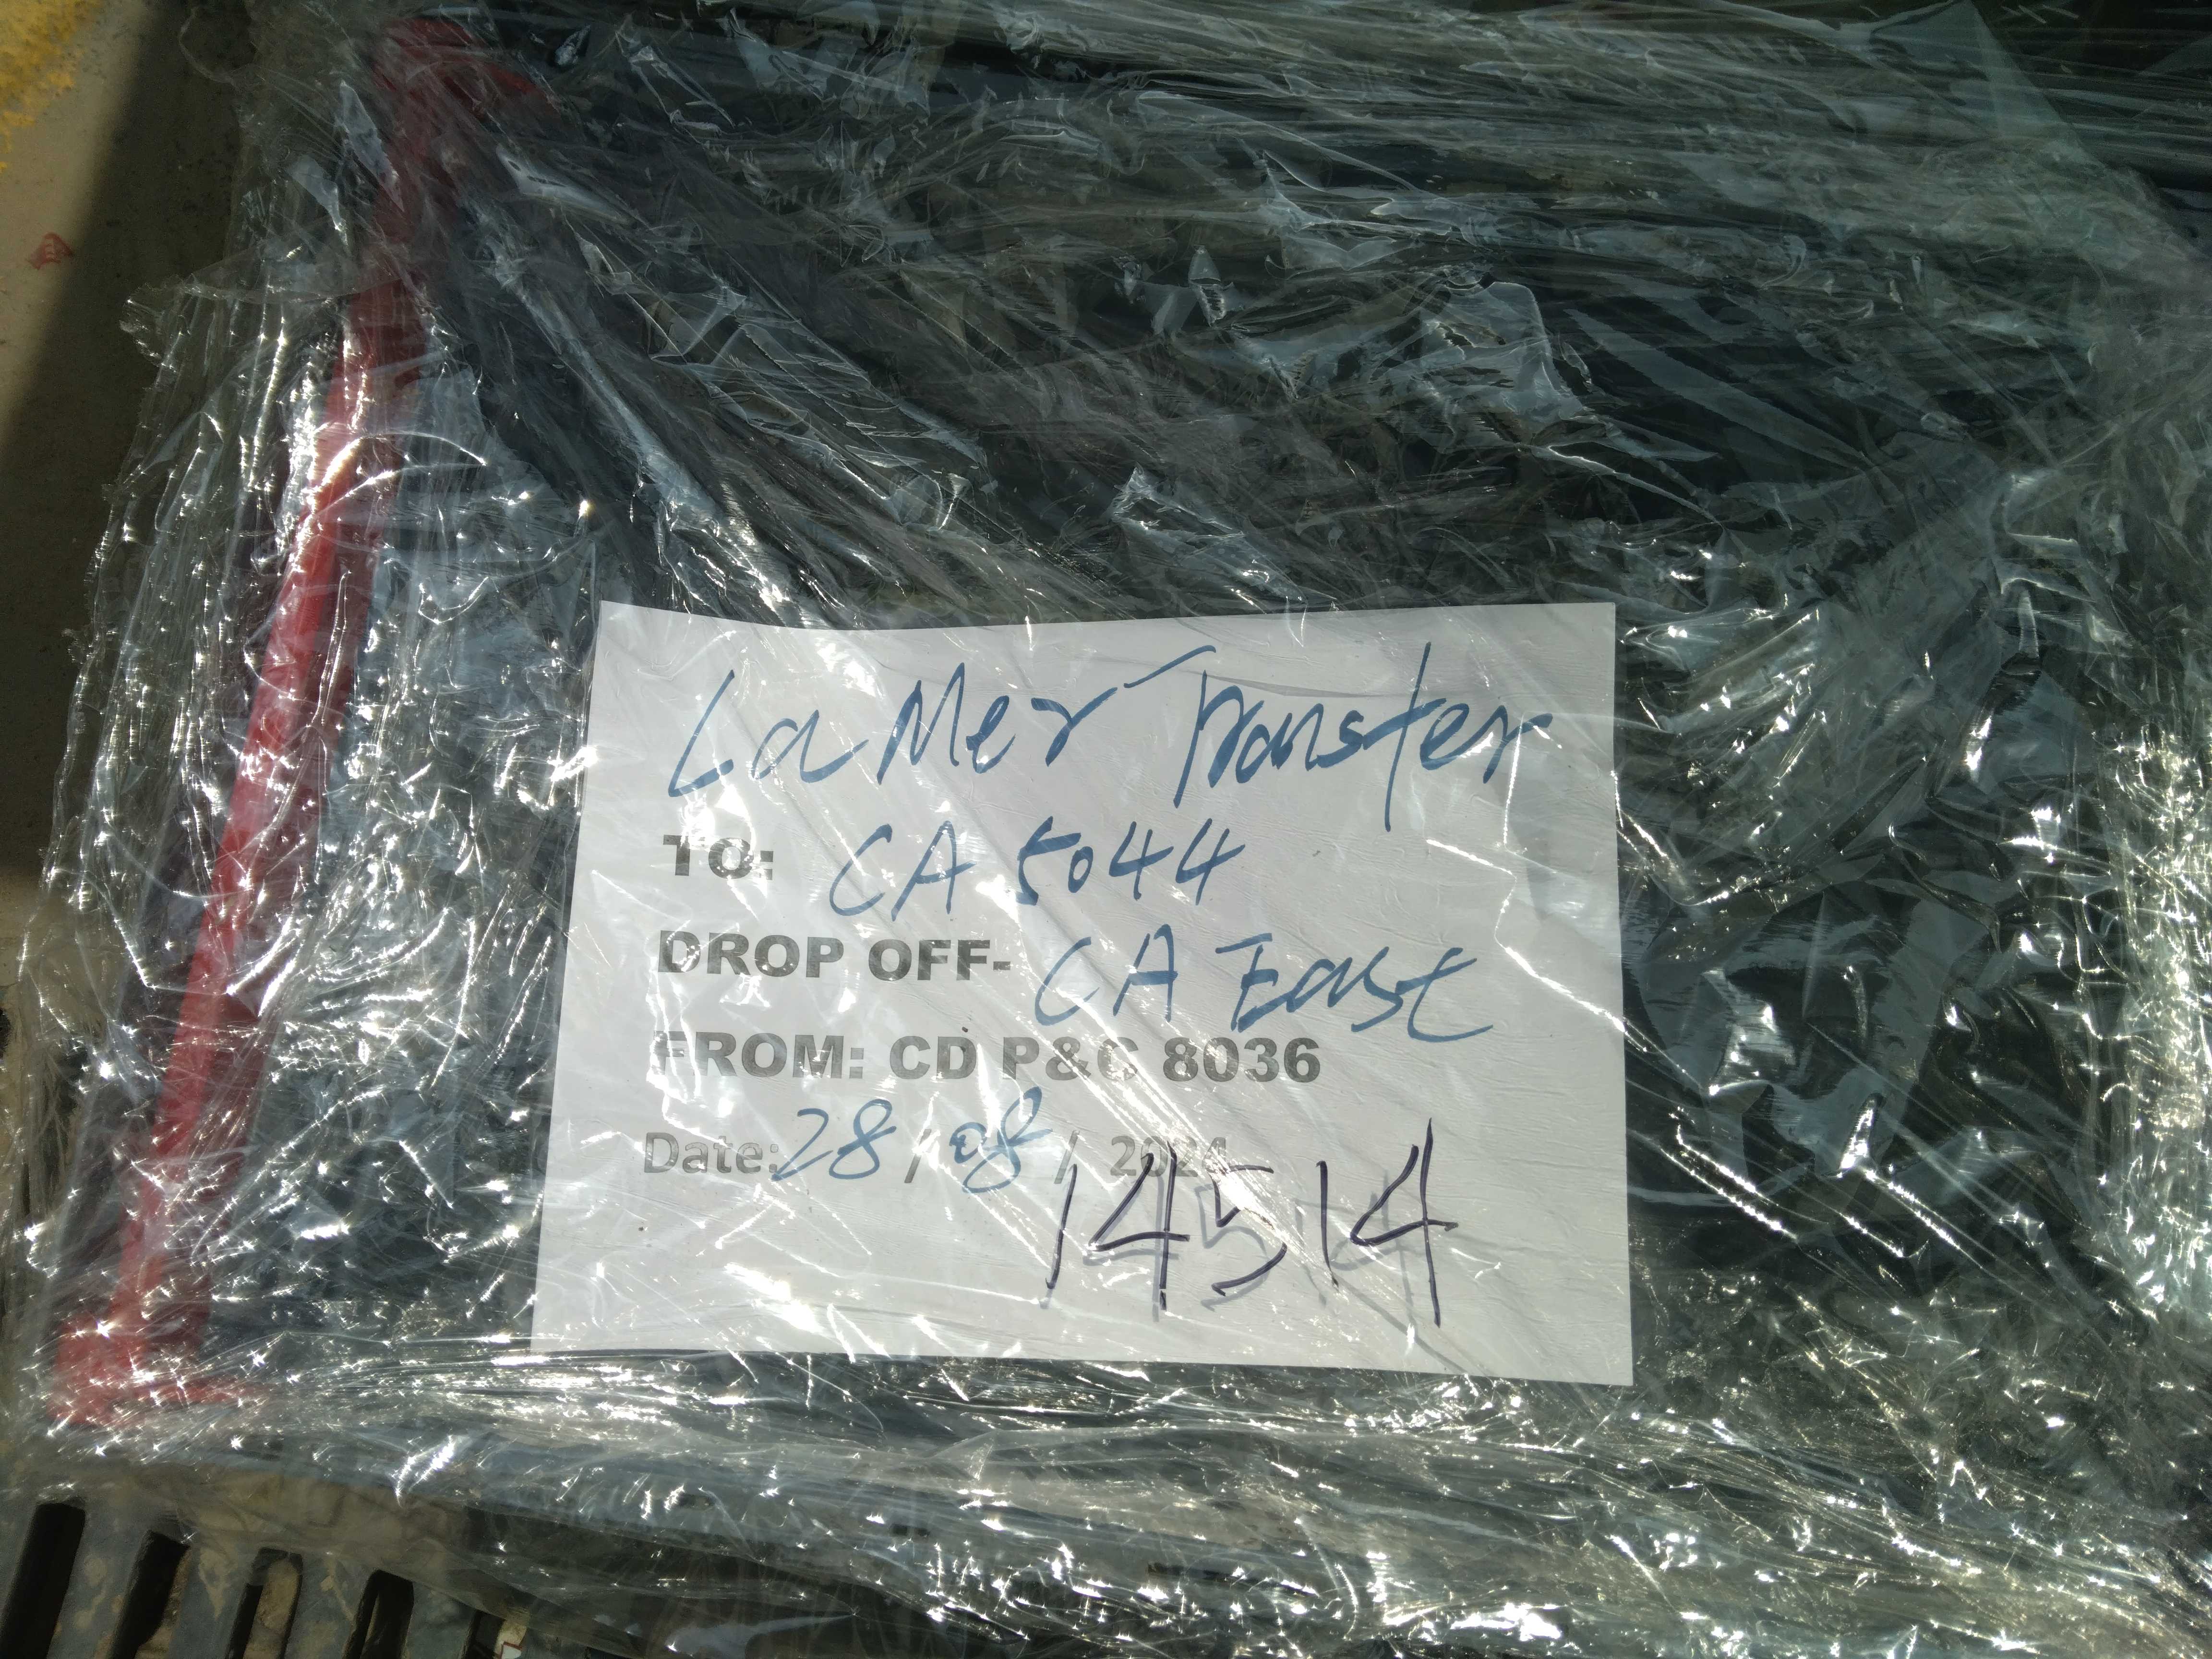 La Mer Transfer
TO: CA 5044
DROP OFF- CA East
FROM: CD P&C 8036
Date: 28 / 08 / 2024
14514